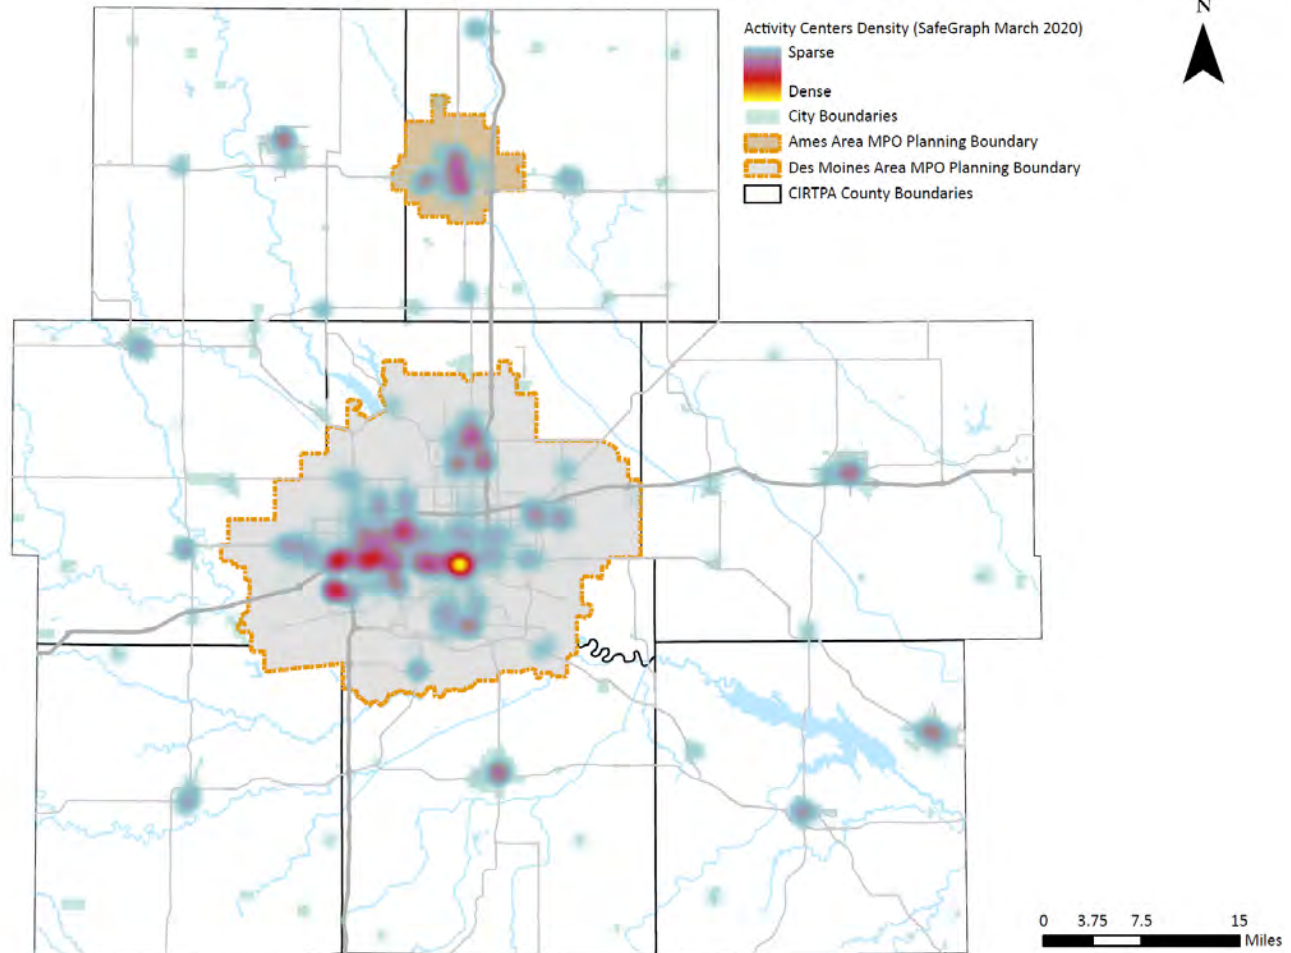 N
Activity Centers Density (SafeGraph March 2020)
Sparse
Dense
City Boundaries
Ames Area MPO Planning Boundary
Des Moines Area MPO Planning Boundary
CIRTPA County Boundaries
0 3.75 7.5 15
Miles